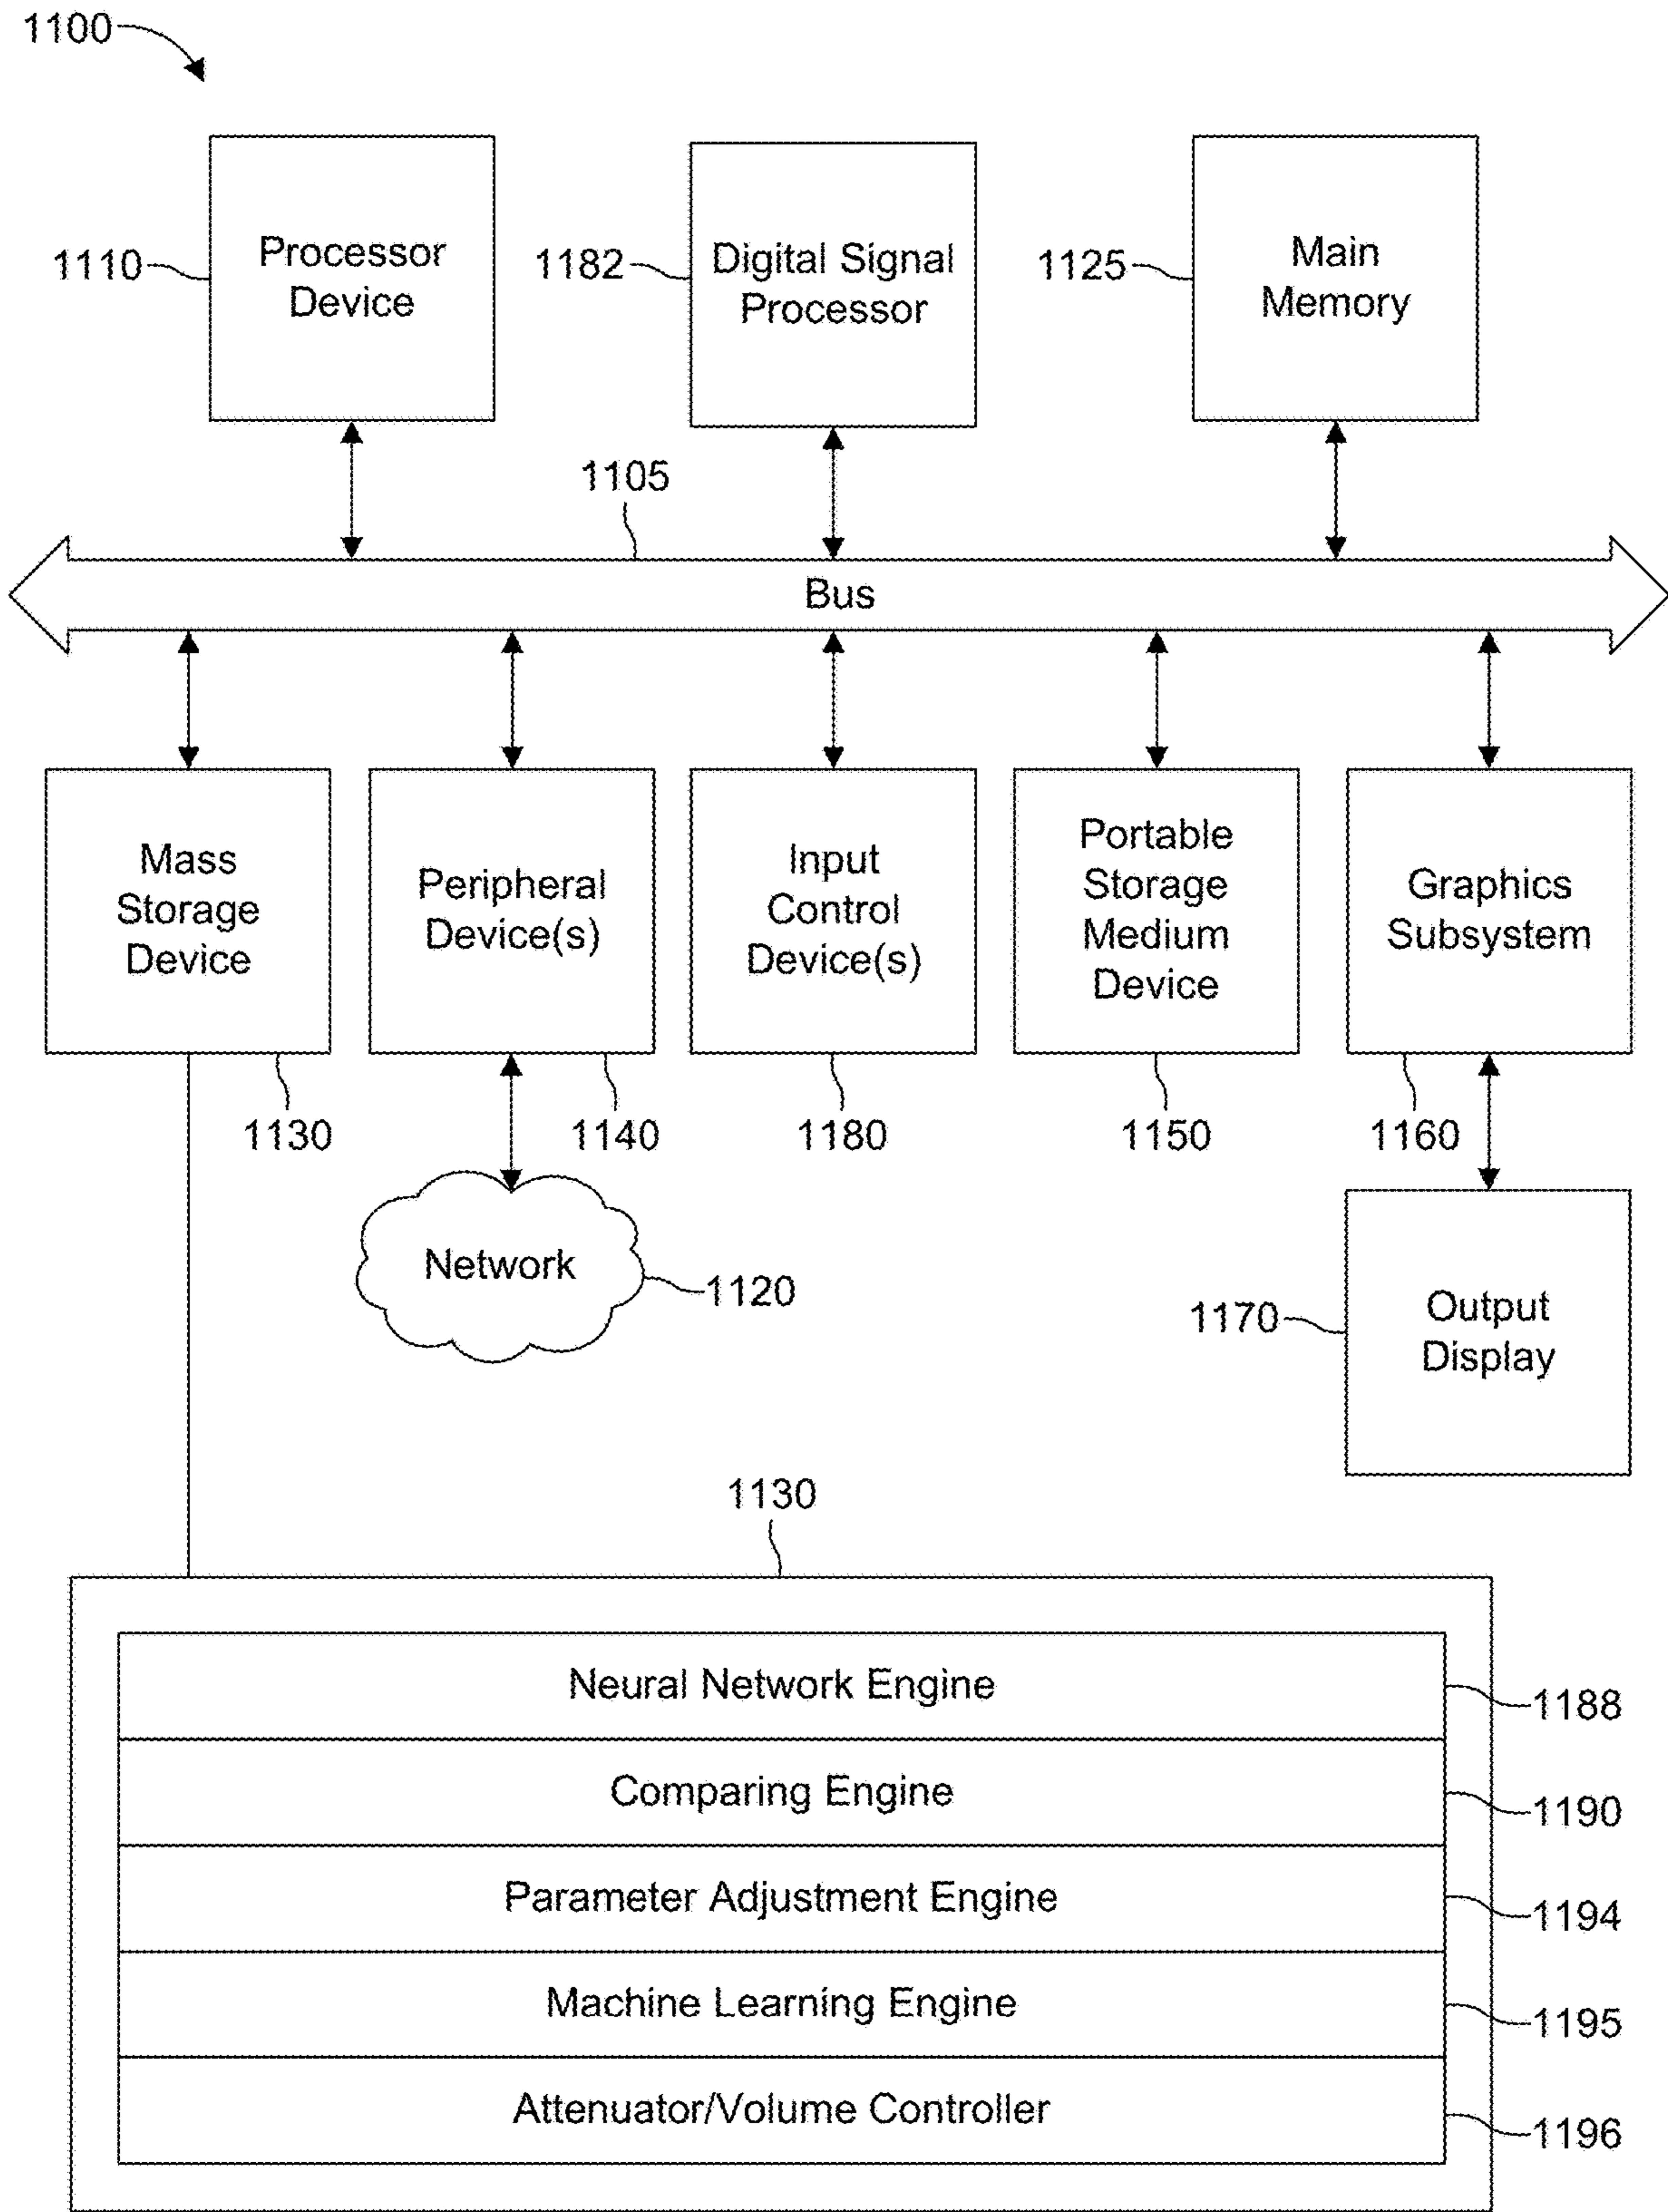 1100
Processor
Device
1110
Digital Signal
Processor
1182
Main
Memory
1125
1105
Bus
Mass
Storage
Device
Peripheral
Device(s)
Input
Control
Device(s)
Portable
Storage
Medium
Device
Graphics
Subsystem
1130
1140
1180
1150
1160
Network
1120
1170
Output
Display
1130
Neural Network Engine
1188
Comparing Engine
1190
Parameter Adjustment Engine
1194
Machine Learning Engine
1195
Attenuator/Volume Controller
1196